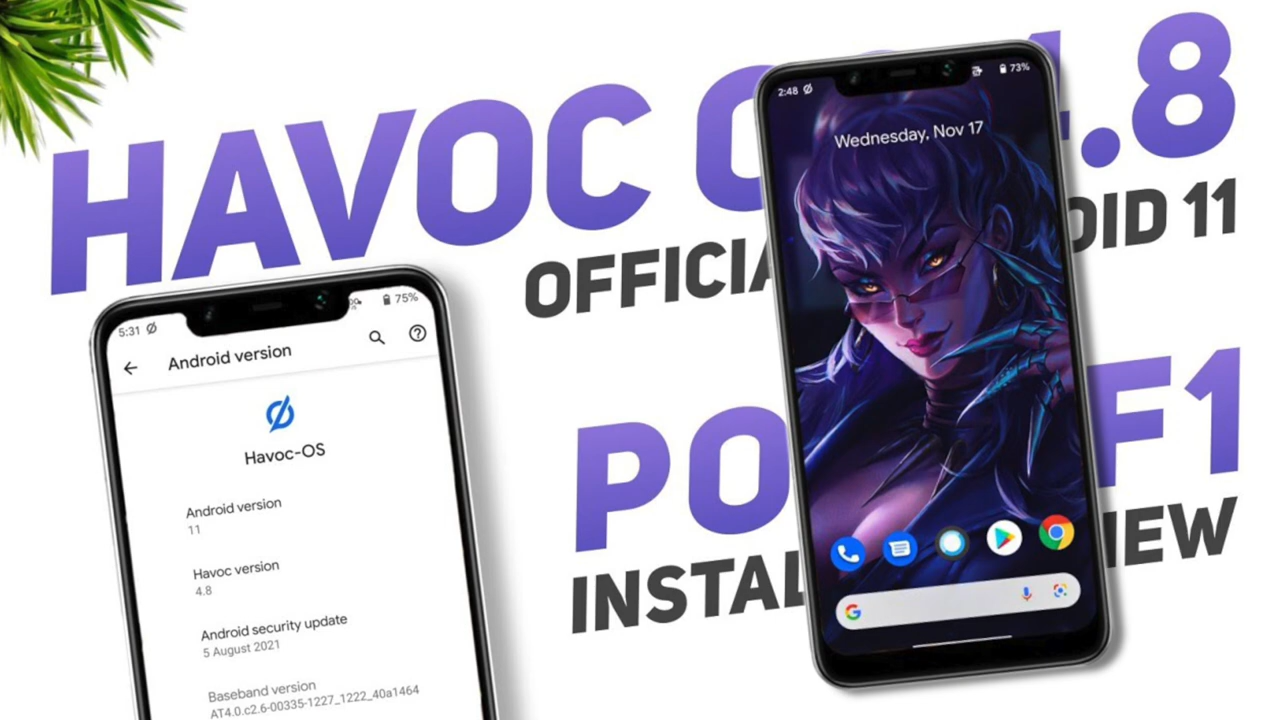 HAVOC O 4.8
OFFICIA OID 11
PO F1
INSTAL IEW
5:31 75%
Android version
Havoc-OS
Android version
11
Havoc version
4.8
Android security update
5 August 2021
Baseband version
AT4.0.c2.6-00335-1227_1222_40a1464
2:48 73%
Wednesday, Nov 17